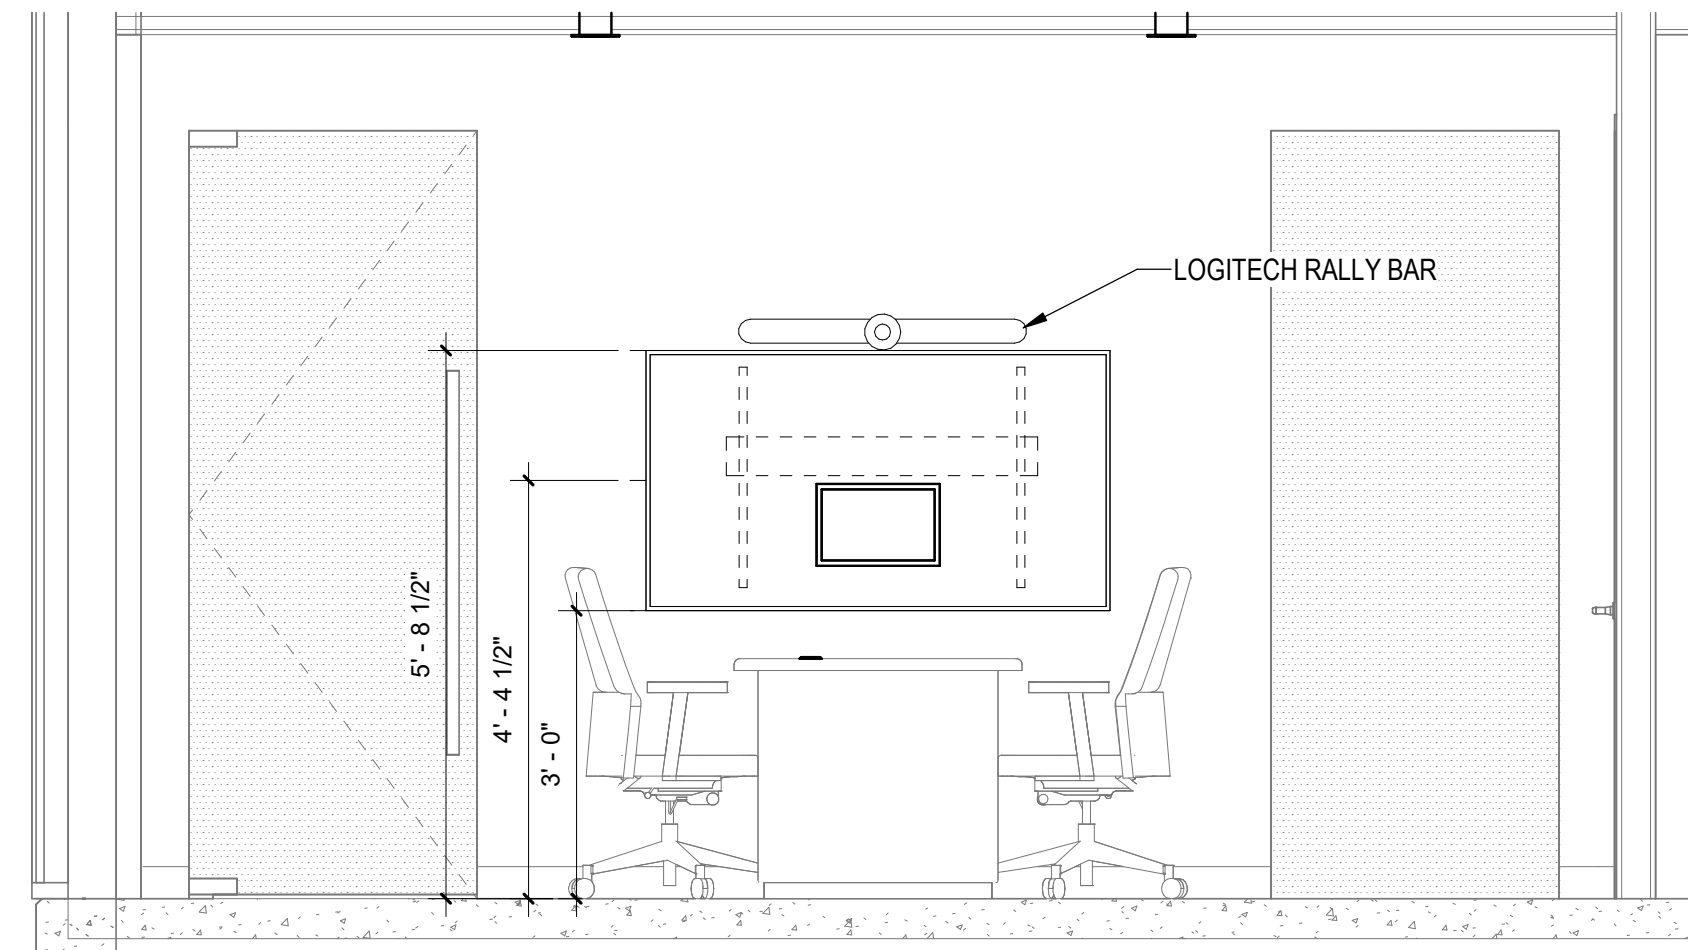 LOGITECH RALLY BAR
5' - 8 1/2"
4' - 4 1/2"
3' - 0"